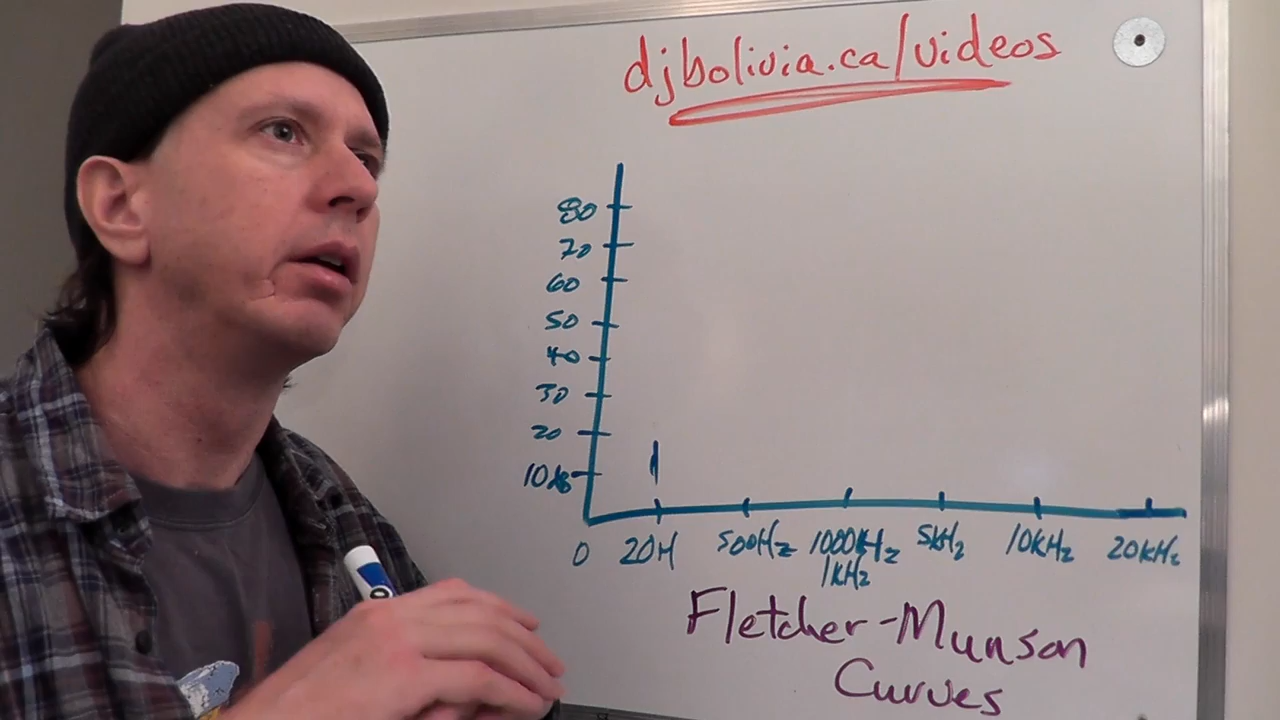 djbolivia.ca/videos
80
70
60
50
40
30
20
10db
0 20H 500Hz 1000Hz 5kHz 10kHz 20kHz
1kHz
Fletcher-Munson
Curves